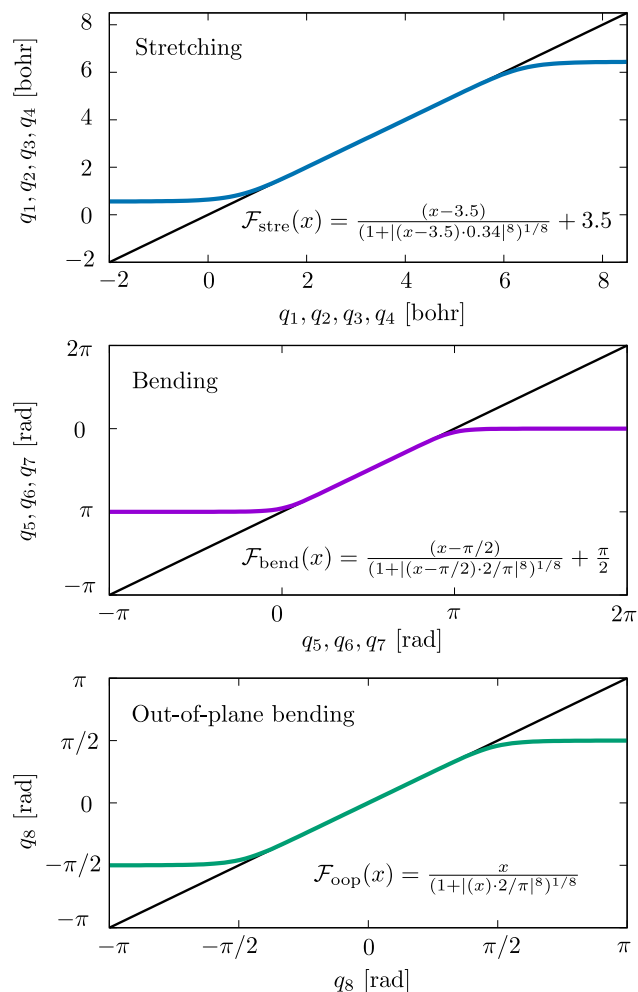 8
6
4
2
0
−2
q₁, q₂, q₃, q₄ [bohr]
Stretching
𝓕stre(x) = (x−3.5) / (1+|(x−3.5)·0.34|⁸)^{1/8} + 3.5
−2 0 2 4 6 8
q₁, q₂, q₃, q₄ [bohr]
2π
0
π
−π
q₅, q₆, q₇ [rad]
Bending
𝓕bend(x) = (x−π/2) / (1+|(x−π/2)·2/π|⁸)^{1/8} + π/2
−π 0 π 2π
q₅, q₆, q₇ [rad]
π
π/2
0
−π/2
−π
q₈ [rad]
Out-of-plane bending
𝓕oop(x) = x / (1+|(x)·2/π|⁸)^{1/8}
−π −π/2 0 π/2 π
q₈ [rad]